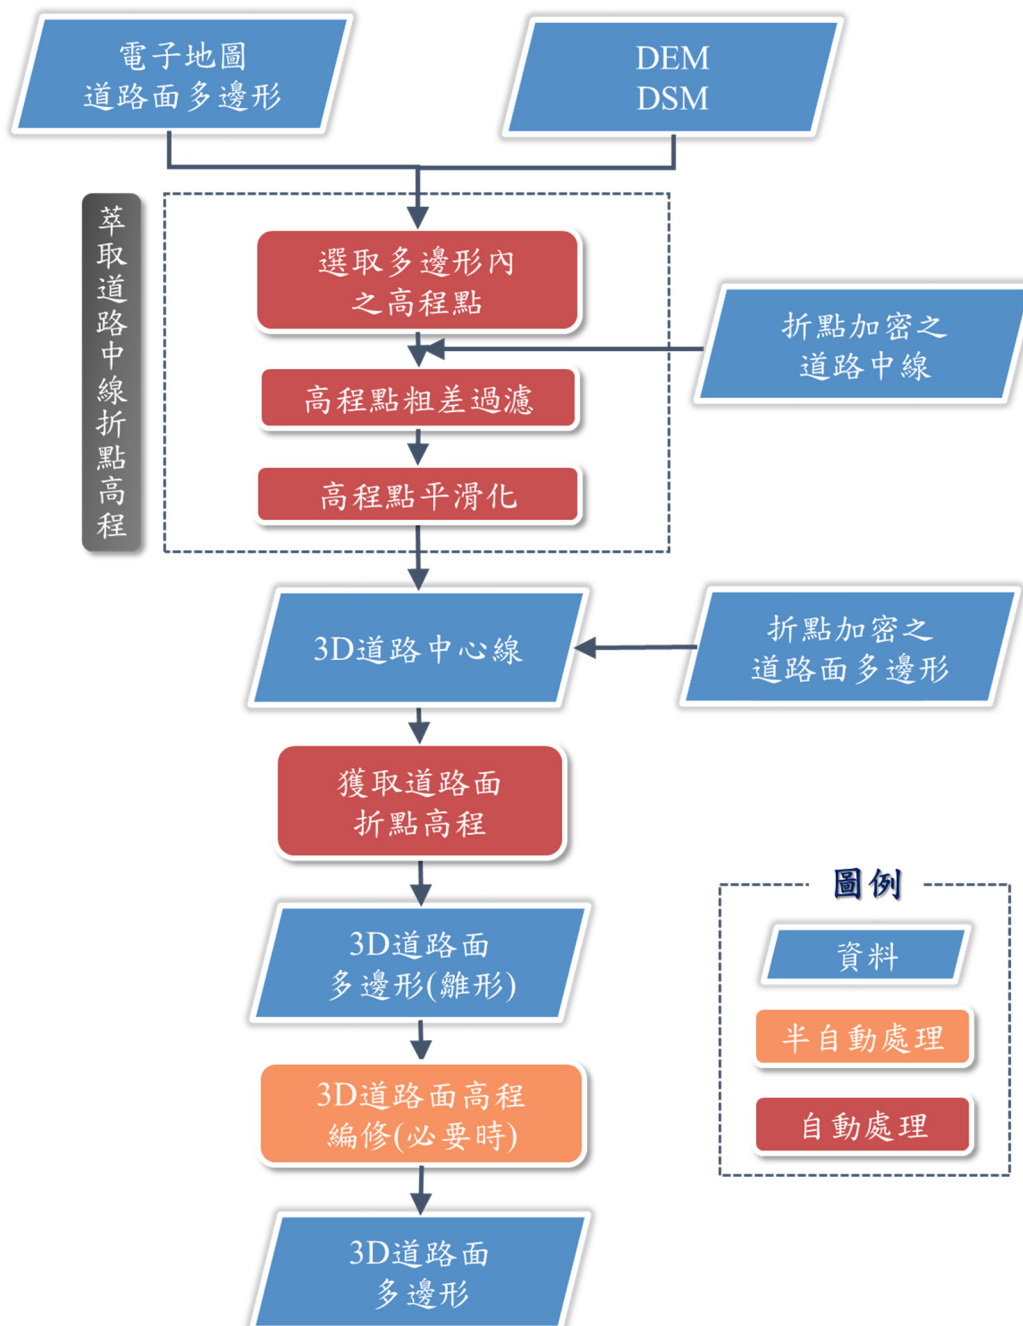 電子地圖
道路面多邊形
DEM
DSM
萃取道路中線折點高程
選取多邊形內
之高程點
折點加密之
道路中線
高程點粗差過濾
高程點平滑化
3D道路中心線
折點加密之
道路面多邊形
獲取道路面
折點高程
3D道路面
多邊形(雛形)
3D道路面高程
編修(必要時)
3D道路面
多邊形
圖例
資料
半自動處理
自動處理